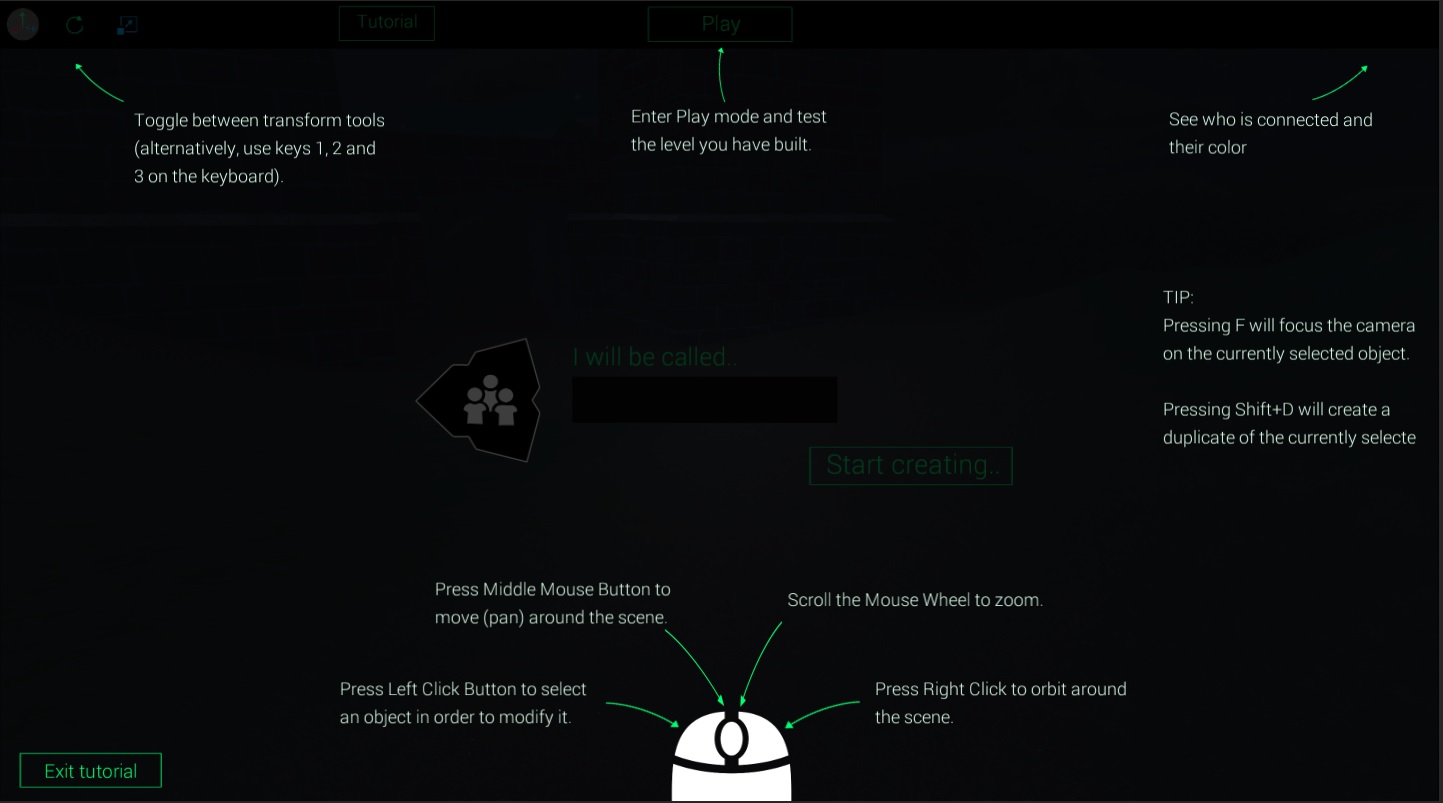 Tutorial
Play
Toggle between transform tools
(alternatively, use keys 1, 2 and
3 on the keyboard).
Enter Play mode and test
the level you have built.
See who is connected and
their color
TIP:
Pressing F will focus the camera
on the currently selected object.
Pressing Shift+D will create a
duplicate of the currently selecte
I will be called..
Start creating..
Press Middle Mouse Button to
move (pan) around the scene.
Scroll the Mouse Wheel to zoom.
Press Left Click Button to select
an object in order to modify it.
Press Right Click to orbit around
the scene.
Exit tutorial